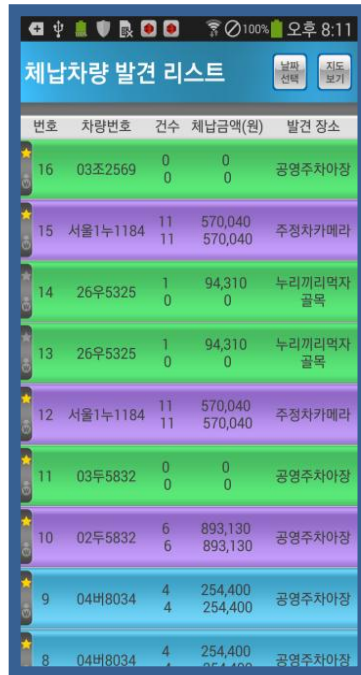 100% 오후 8:11
체납차량 발견 리스트 날짜 선택 지도 보기
번호 차량번호 건수 체납금액(원) 발견 장소
16 03조2569 0 0 공영주차아장
0 0
15 서울1누1184 11 570,040 주정차카메라
11 570,040
14 26우5325 1 94,310 누리끼리먹자
0 0 골목
13 26우5325 1 94,310 누리끼리먹자
0 0 골목
12 서울1누1184 11 570,040 주정차카메라
11 570,040
11 03두5832 0 0 공영주차아장
0 0
10 02두5832 6 893,130 공영주차아장
6 893,130
9 04버8034 4 254,400 공영주차아장
4 254,400
8 04버8034 4 254,400 공영주차아장